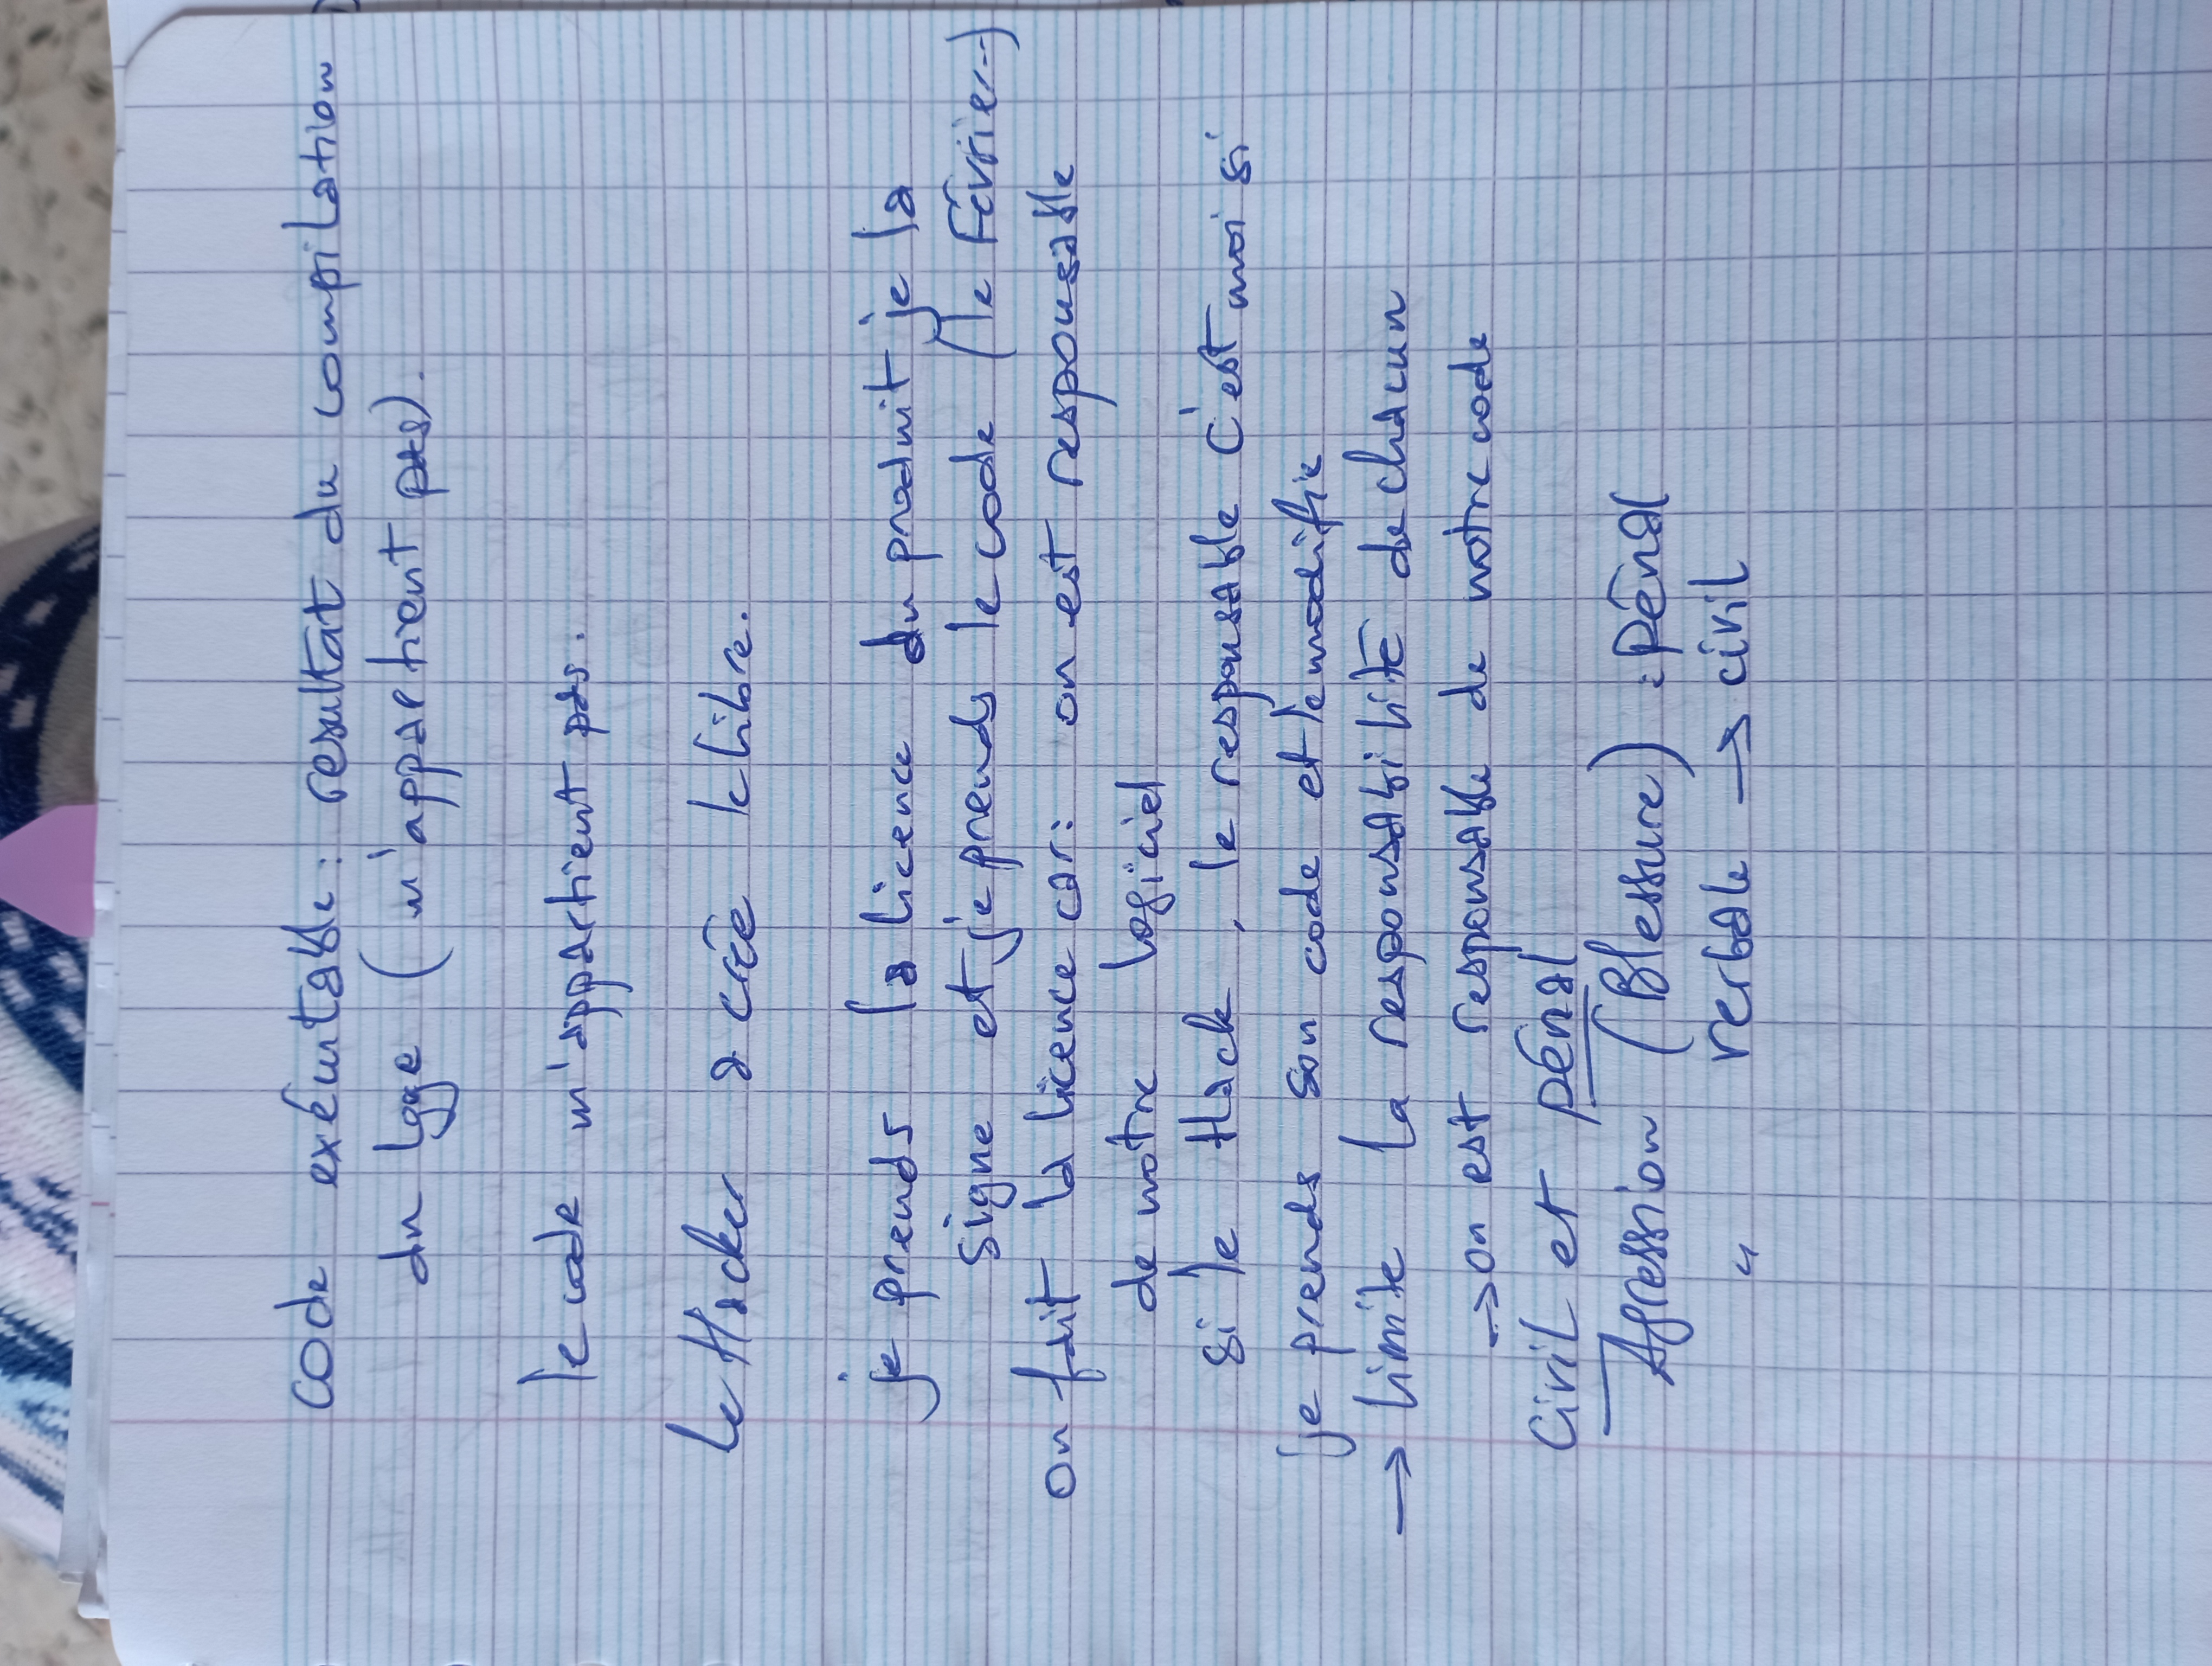 code exécutable : resultat du compilation
du lgge ( m'appartient pas).
le code m'appartient pas.
le Hacker a crée le libre.
je prends la licence du produit je la
signe et je prends le code (le Février..)
on fait la licence car : on est responsable
de notre logiciel
si le Hack , le responsable c'est moi si
je prends son code et le modifie
→ limite la responsabilité de chacun
→ on est responsable de notre code
Civil et pénal
Agression (Blessure) : pénal
" verbale → civil